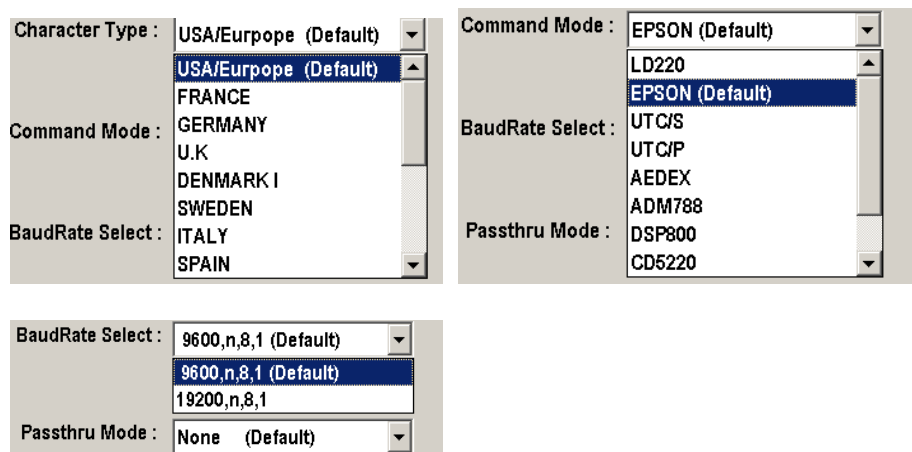 Character Type : USA/Eurpope (Default)
USA/Eurpope (Default)
FRANCE
Command Mode : GERMANY
U.K
DENMARK I
SWEDEN
BaudRate Select : ITALY
SPAIN
Command Mode : EPSON (Default)
LD220
EPSON (Default)
BaudRate Select : UTC/S
UTC/P
AEDEX
ADM788
Passthru Mode : DSP800
CD5220
BaudRate Select : 9600,n,8,1 (Default)
9600,n,8,1 (Default)
19200,n,8,1
Passthru Mode : None (Default)